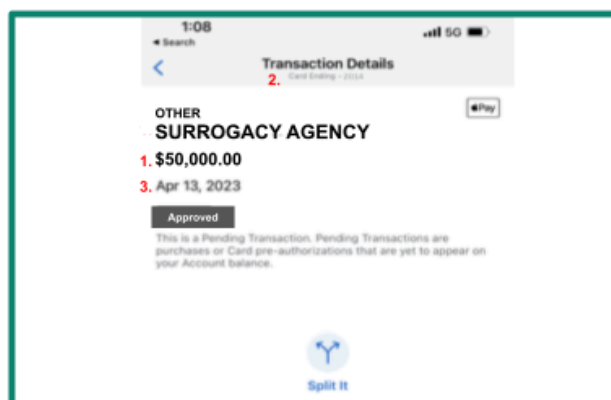 1:08
5G
◀ Search
Transaction Details
2.
Card Ending - 2014
Pay
OTHER
SURROGACY AGENCY
1. $50,000.00
3. Apr 13, 2023
Approved
This is a Pending Transaction. Pending Transactions are
purchases or Card pre-authorizations that are yet to appear on
your Account balance.
Split It